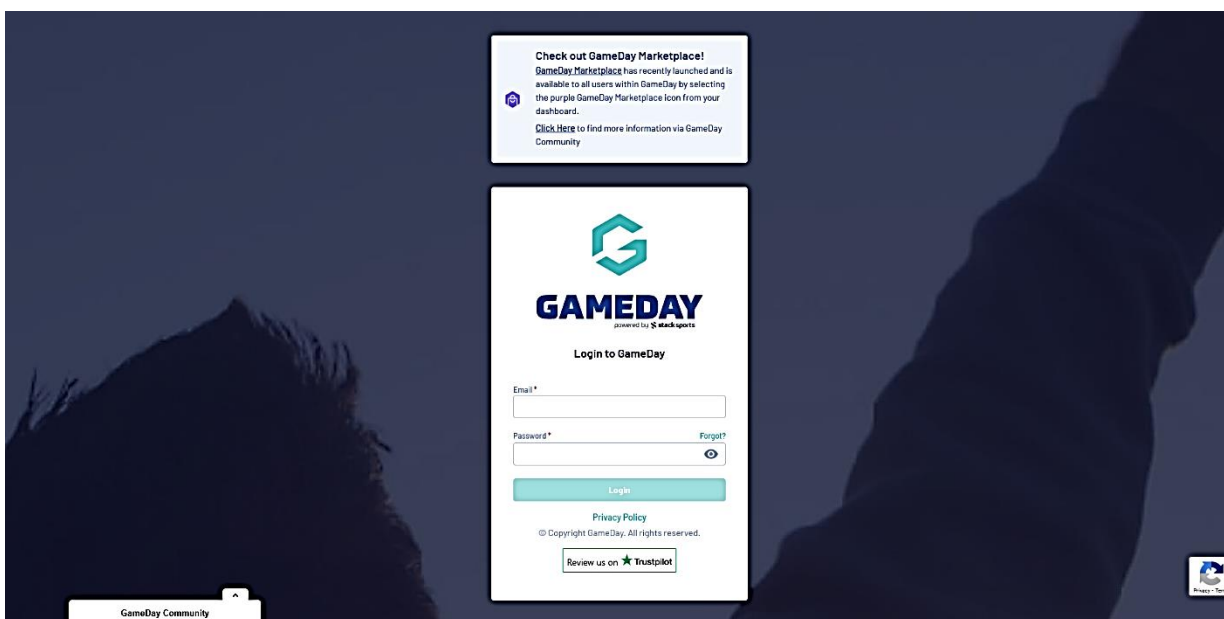 Check out GameDay Marketplace!
GameDay Marketplace has recently launched and is
available to all users within GameDay by selecting
the purple GameDay Marketplace icon from your
dashboard.
Click Here to find more information via GameDay
Community
GAMEDAY
powered by stacksports
Login to GameDay
Email *
Password *
Forgot?
Login
Privacy Policy
© Copyright GameDay. All rights reserved.
Review us on Trustpilot
GameDay Community
Privacy -